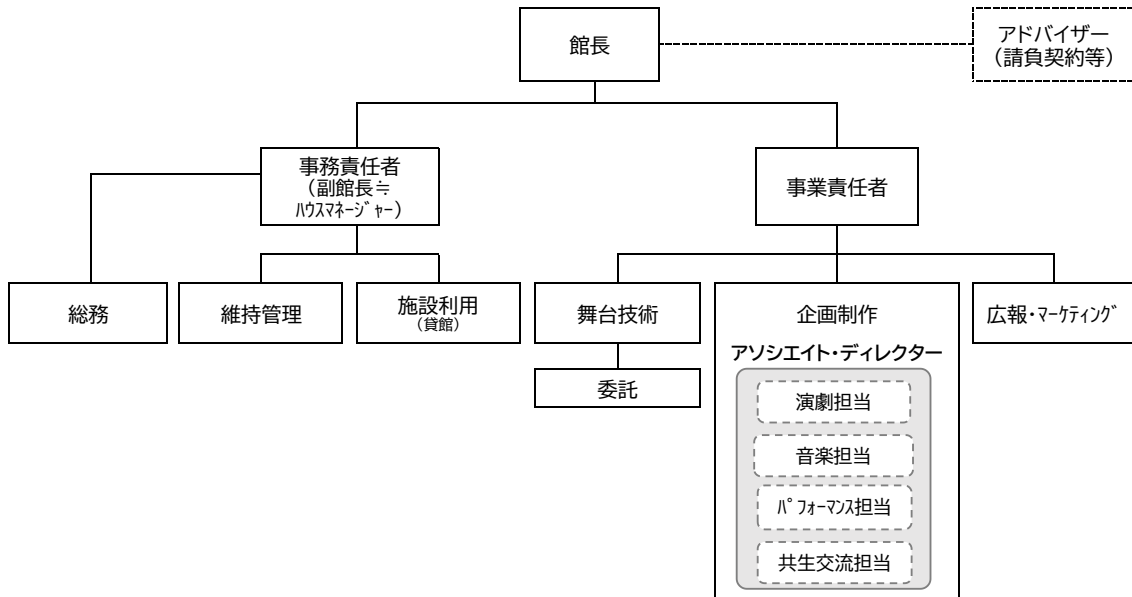 館長
アドバイザー
（請負契約等）
事務責任者
（副館長≒
ﾊｳｽﾏﾈｰｼﾞｬｰ）
事業責任者
総務
維持管理
施設利用
（貸館）
舞台技術
企画制作
広報・ﾏｰｹﾃｨﾝｸﾞ
アソシエイト・ディレクター
委託
演劇担当
音楽担当
ﾊﾟﾌｫｰﾏﾝｽ担当
共生交流担当